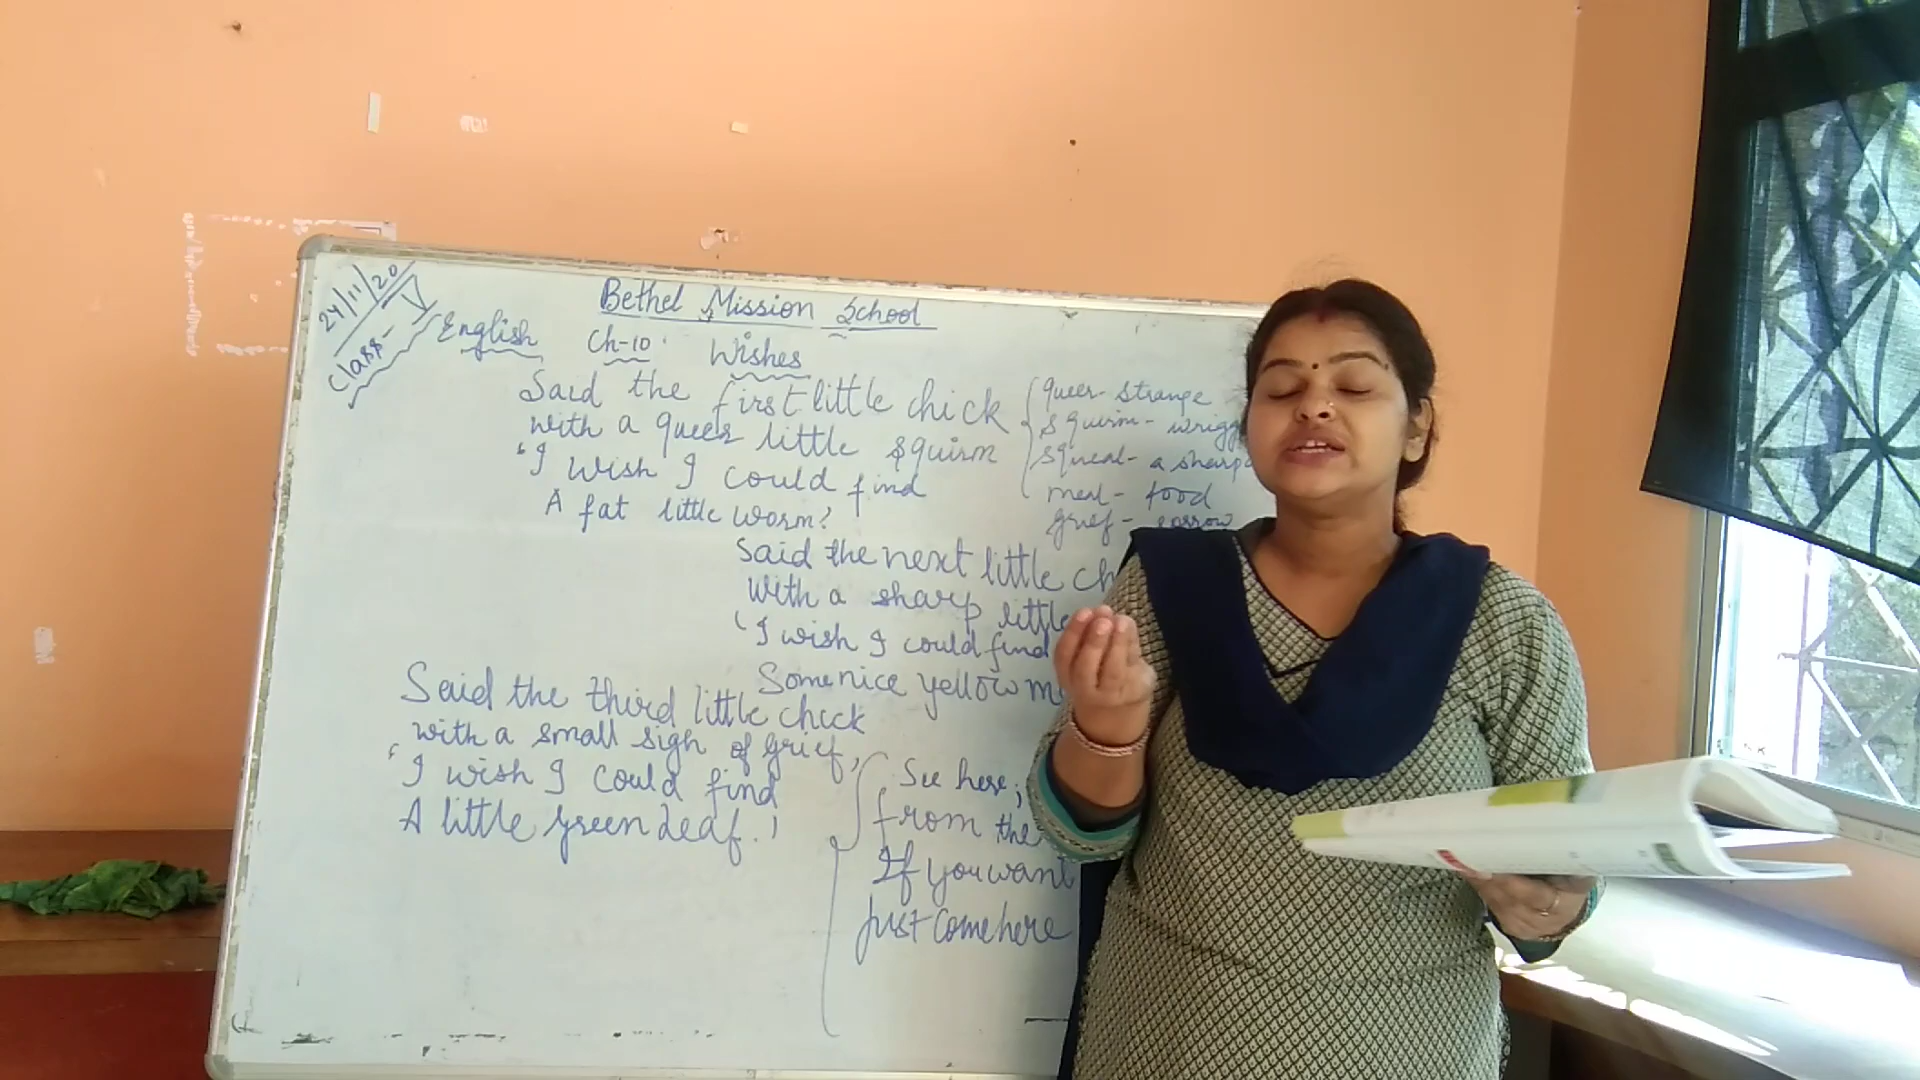 24/11/20
Class - V
Bethel Mission School
English Ch-10. Wishes
Said the first little chick
with a queer little squirm
'I wish I could find
A fat little worm?
queer - strange
squirm - wrigg
squeal - a sharp
meal - food
grief - sorrow
Said the next little ch
With a sharp little
'I wish I could find
Some nice yellow m
Said the third little chick
with a small sigh of grief,
'I wish I could find
A little green leaf.'
See here;
from the
If you want
just come here